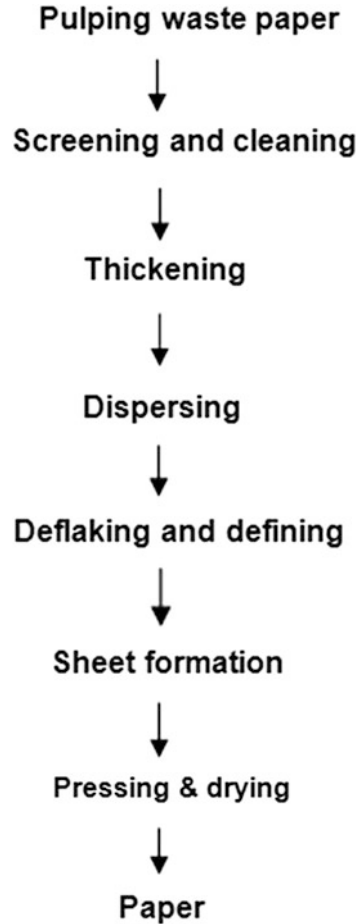 Pulping waste paper
Screening and cleaning
Thickening
Dispersing
Deflaking and defining
Sheet formation
Pressing & drying
Paper